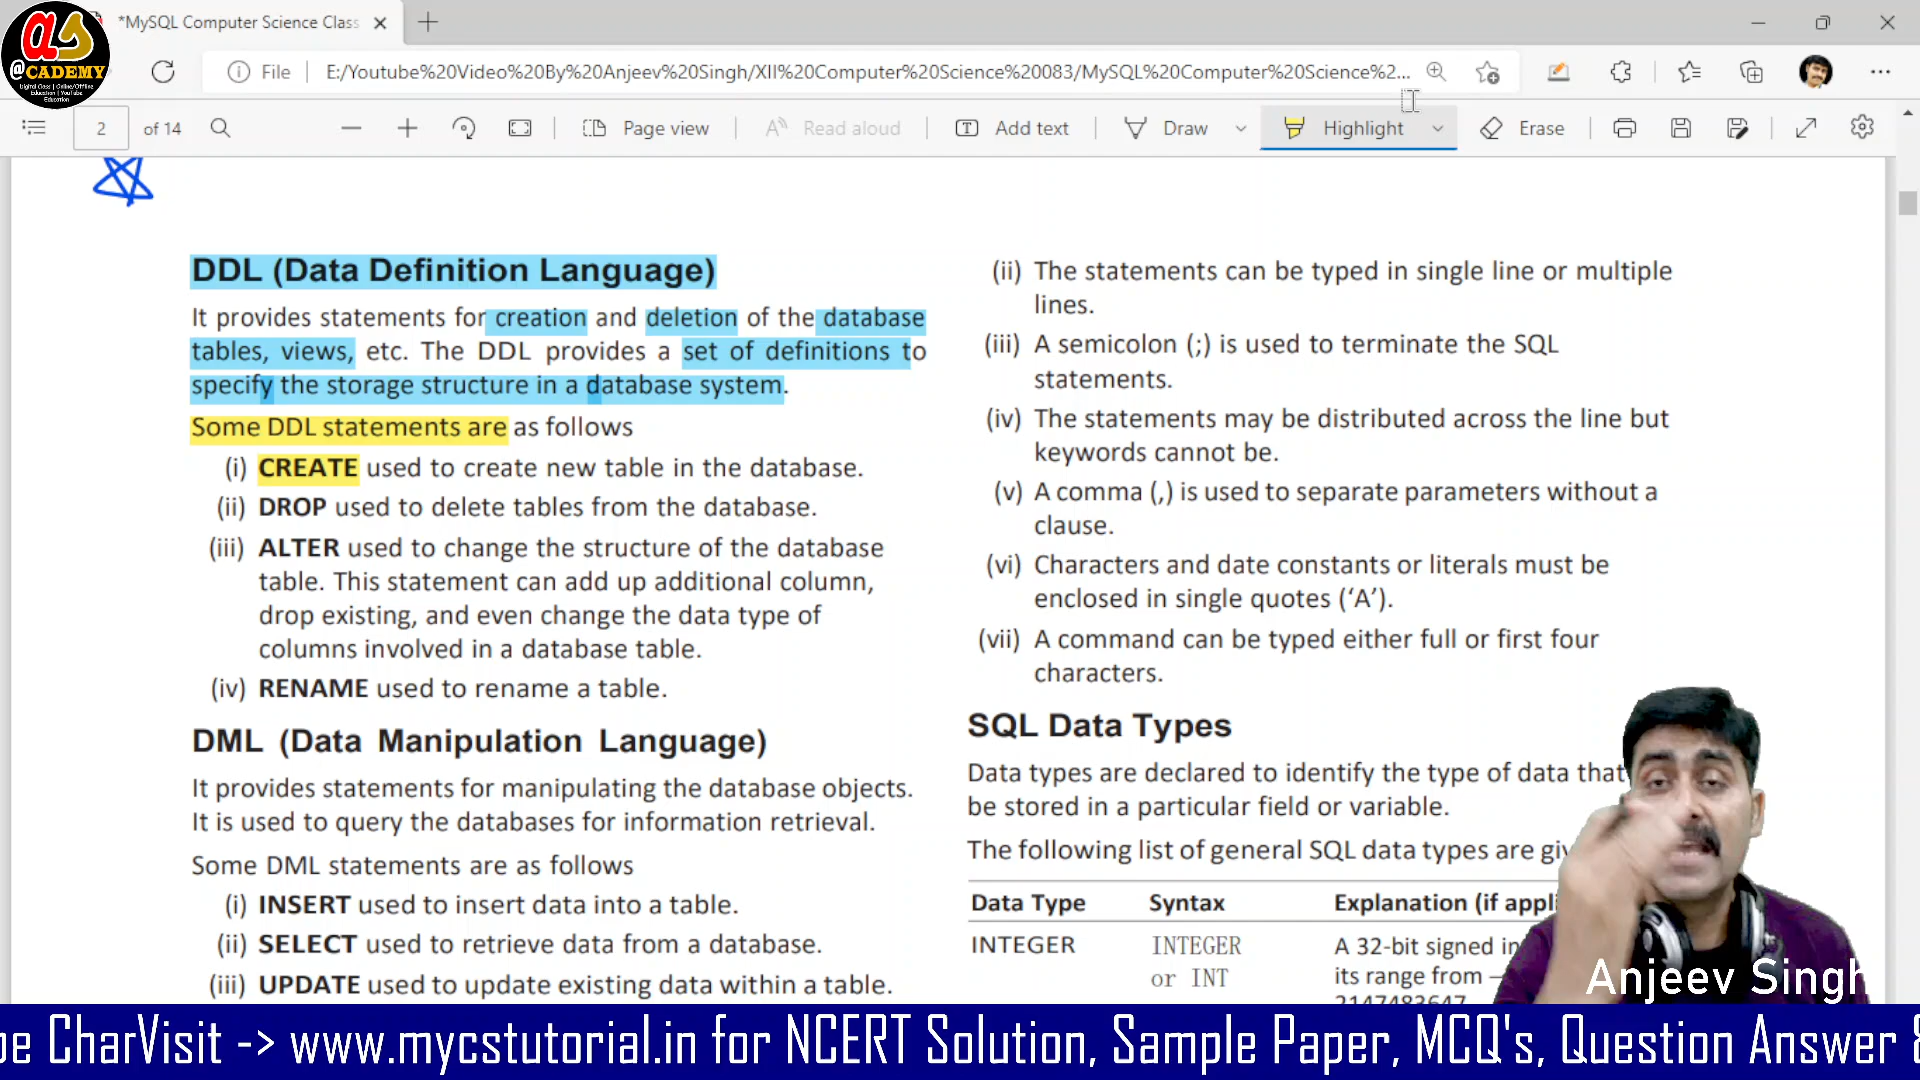 *MySQL Computer Science Class
as
@CADEMY
Digital Class | Online/Offline
Education | YouTube
Education
File
E:/Youtube%20Video%20By%20Anjeev%20Singh/XII%20Computer%20Science%20083/MySQL%20Computer%20Science%2...
2 of 14
Page view
Read aloud
Add text
Draw
Highlight
Erase
DDL (Data Definition Language)
It provides statements for creation and deletion of the database
tables, views, etc. The DDL provides a set of definitions to
specify the storage structure in a database system.
Some DDL statements are as follows
(i) CREATE used to create new table in the database.
(ii) DROP used to delete tables from the database.
(iii) ALTER used to change the structure of the database
table. This statement can add up additional column,
drop existing, and even change the data type of
columns involved in a database table.
(iv) RENAME used to rename a table.
DML (Data Manipulation Language)
It provides statements for manipulating the database objects.
It is used to query the databases for information retrieval.
Some DML statements are as follows
(i) INSERT used to insert data into a table.
(ii) SELECT used to retrieve data from a database.
(iii) UPDATE used to update existing data within a table.
(ii) The statements can be typed in single line or multiple
lines.
(iii) A semicolon (;) is used to terminate the SQL
statements.
(iv) The statements may be distributed across the line but
keywords cannot be.
(v) A comma (,) is used to separate parameters without a
clause.
(vi) Characters and date constants or literals must be
enclosed in single quotes (‘A’).
(vii) A command can be typed either full or first four
characters.
SQL Data Types
Data types are declared to identify the type of data that
be stored in a particular field or variable.
The following list of general SQL data types are giv
Data Type Syntax Explanation (if appli
INTEGER INTEGER A 32-bit signed in
or INT its range from –
2147483647
Anjeev Singh
be CharVisit -> www.mycstutorial.in for NCERT Solution, Sample Paper, MCQ's, Question Answer &